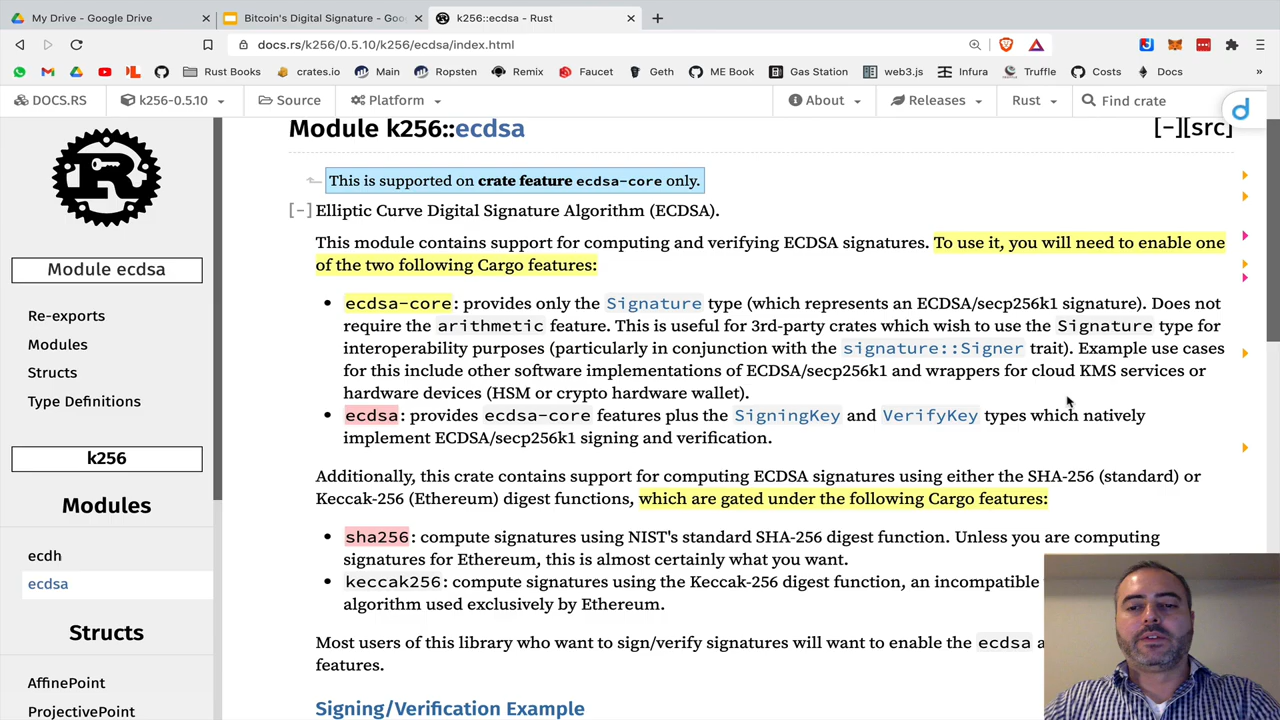 My Drive - Google Drive
Bitcoin's Digital Signature - Goo
k256::ecdsa - Rust
docs.rs/k256/0.5.10/k256/ecdsa/index.html
Rust Books
crates.io
Main
Ropsten
Remix
Faucet
Geth
ME Book
Gas Station
web3.js
Infura
Truffle
Costs
Docs
»
DOCS.RS
k256-0.5.10
Source
Platform
About
Releases
Rust
Find crate
Module k256::ecdsa
[−][src]
This is supported on crate feature ecdsa-core only.
[-] Elliptic Curve Digital Signature Algorithm (ECDSA).
This module contains support for computing and verifying ECDSA signatures. To use it, you will need to enable one
of the two following Cargo features:
• ecdsa-core: provides only the Signature type (which represents an ECDSA/secp256k1 signature). Does not
require the arithmetic feature. This is useful for 3rd-party crates which wish to use the Signature type for
interoperability purposes (particularly in conjunction with the signature::Signer trait). Example use cases
for this include other software implementations of ECDSA/secp256k1 and wrappers for cloud KMS services or
hardware devices (HSM or crypto hardware wallet).
• ecdsa: provides ecdsa-core features plus the SigningKey and VerifyKey types which natively
implement ECDSA/secp256k1 signing and verification.
Additionally, this crate contains support for computing ECDSA signatures using either the SHA-256 (standard) or
Keccak-256 (Ethereum) digest functions, which are gated under the following Cargo features:
• sha256: compute signatures using NIST's standard SHA-256 digest function. Unless you are computing
signatures for Ethereum, this is almost certainly what you want.
• keccak256: compute signatures using the Keccak-256 digest function, an incompatible
algorithm used exclusively by Ethereum.
Most users of this library who want to sign/verify signatures will want to enable the ecdsa a
features.
Signing/Verification Example
Module ecdsa
Re-exports
Modules
Structs
Type Definitions
k256
Modules
ecdh
ecdsa
Structs
AffinePoint
ProjectivePoint